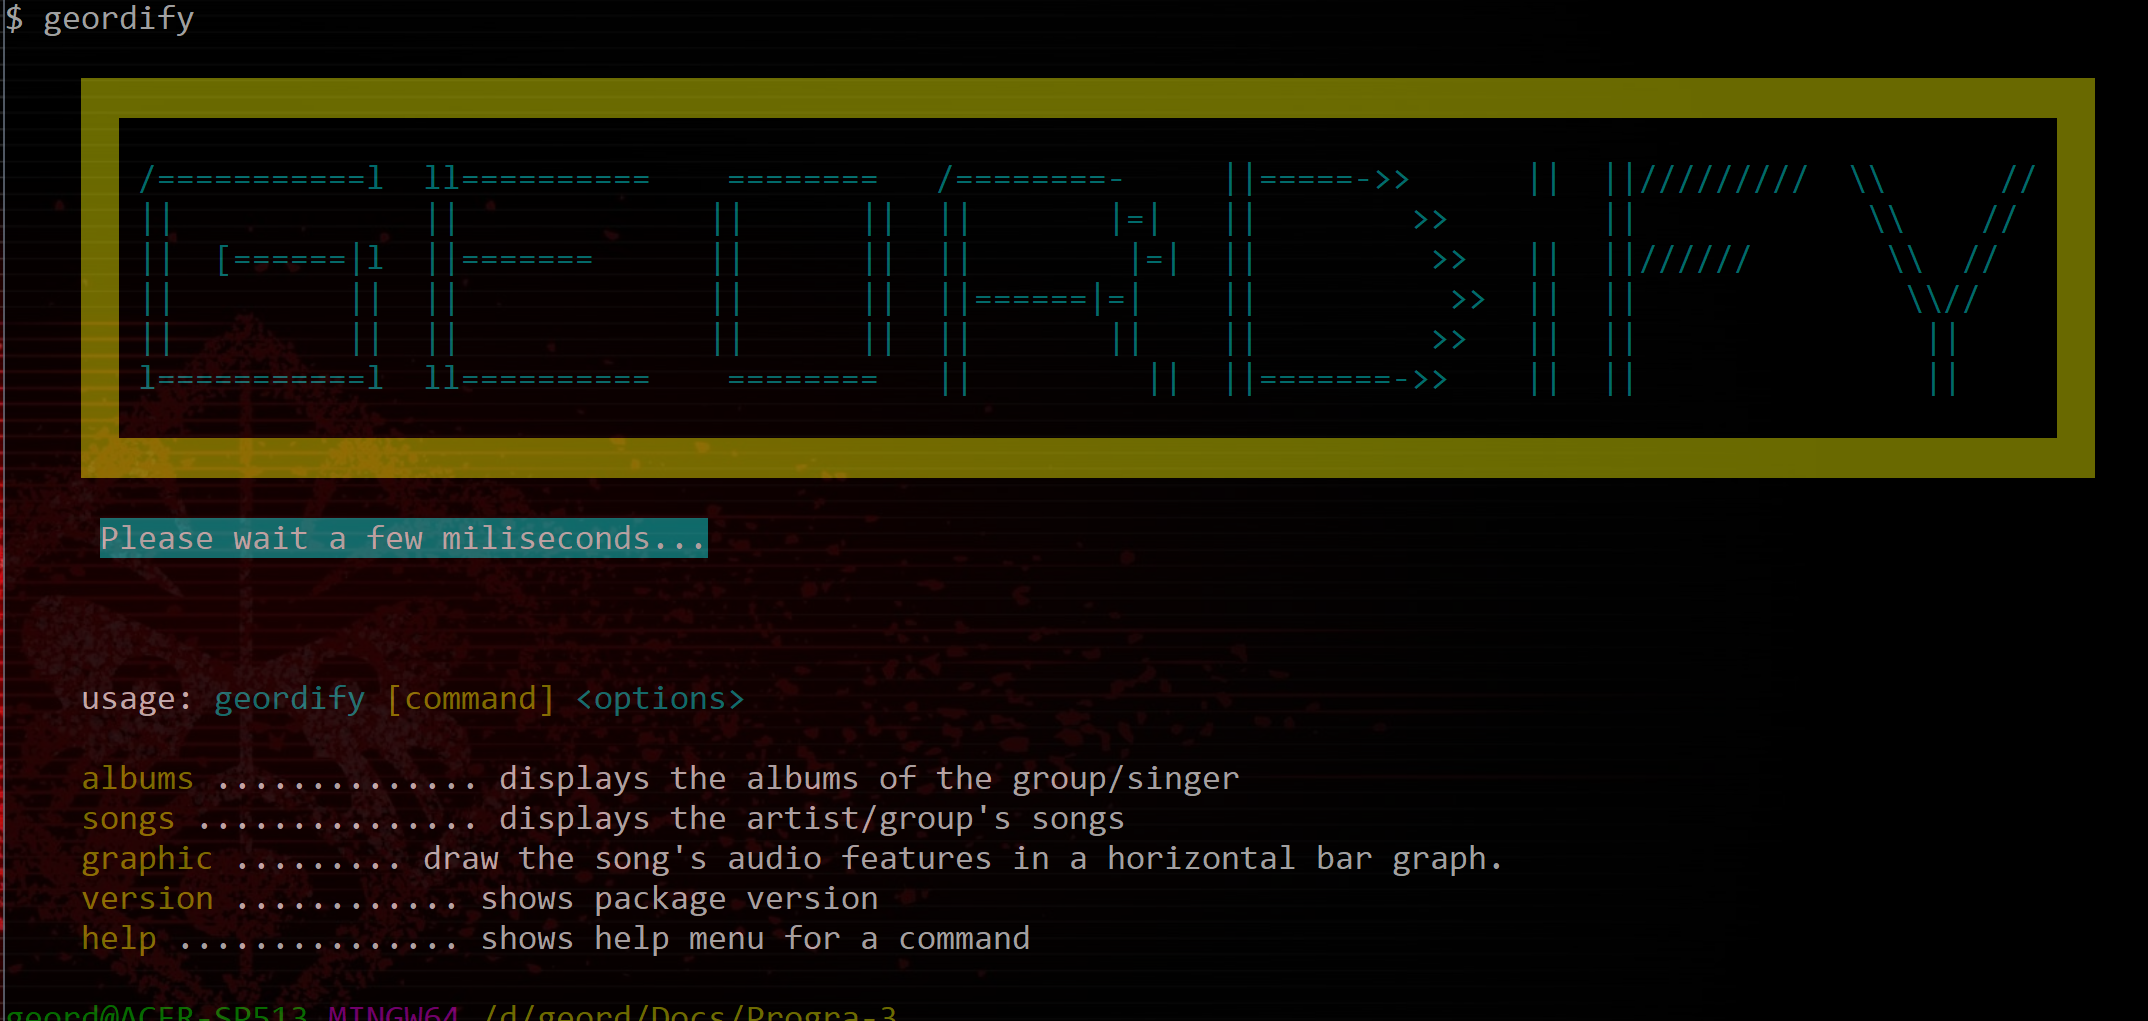 $ geordify
GEORDIFY
Please wait a few miliseconds...
usage: geordify [command] <options>
albums .............. displays the albums of the group/singer
songs ............... displays the artist/group's songs
graphic ......... draw the song's audio features in a horizontal bar graph.
version ............ shows package version
help ............... shows help menu for a command
geord@ACER-SP513 MINGW64 /d/geord/Docs/Progra-3